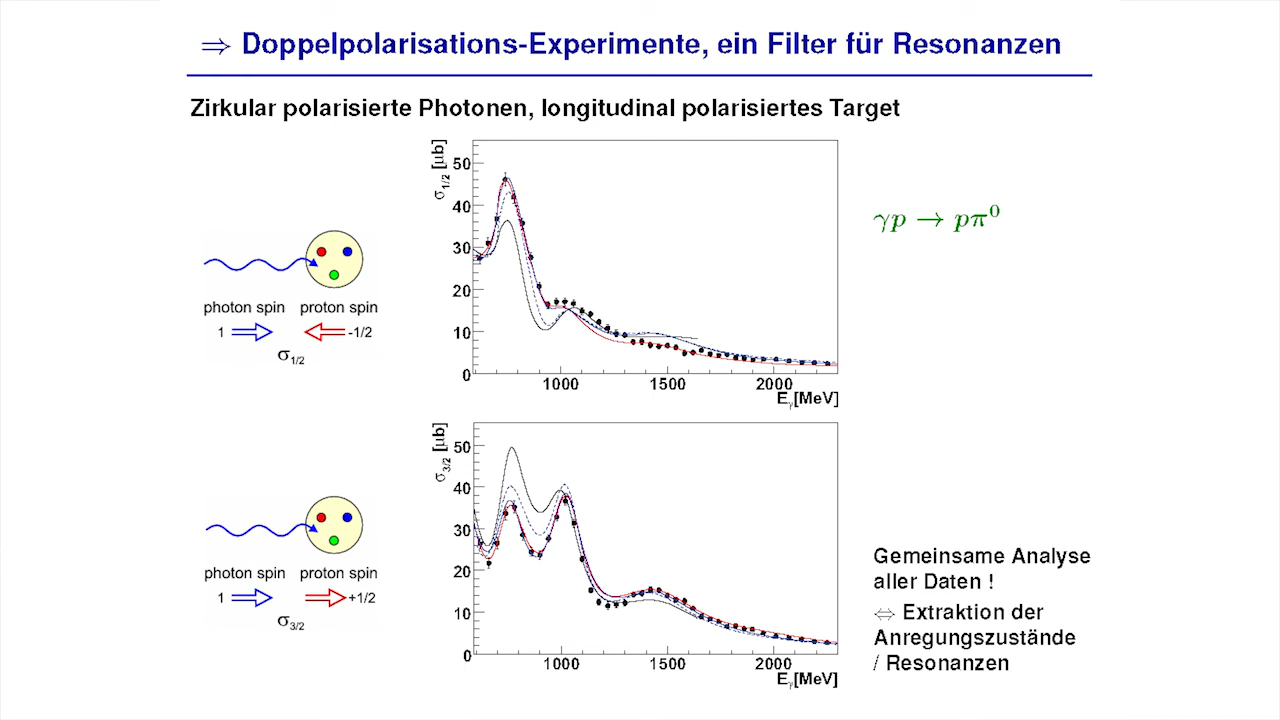 ⇒ Doppelpolarisations-Experimente, ein Filter für Resonanzen
Zirkular polarisierte Photonen, longitudinal polarisiertes Target
photon spin proton spin
1 -1/2
σ1/2
σ1/2 [μb]
50
40
30
20
10
0
1000 1500 2000
Eγ[MeV]
γp → pπ⁰
photon spin proton spin
1 +1/2
σ3/2
σ3/2 [μb]
50
40
30
20
10
0
1000 1500 2000
Eγ[MeV]
Gemeinsame Analyse
aller Daten !
⇔ Extraktion der
Anregungszustände
/ Resonanzen